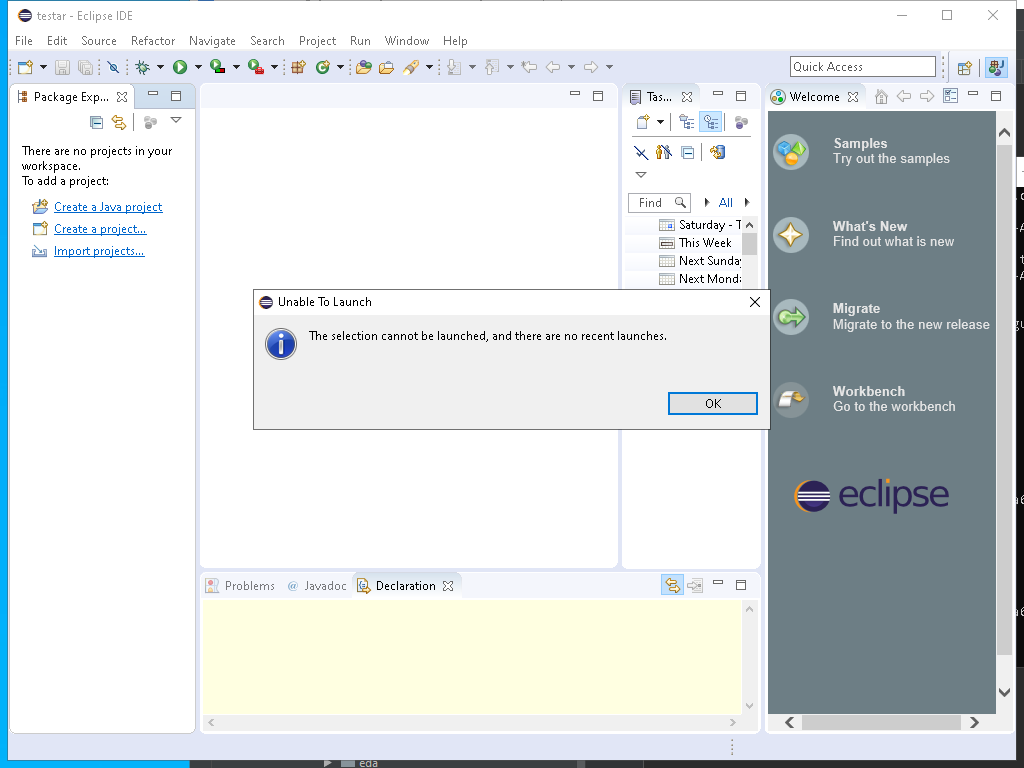 testar - Eclipse IDE
File Edit Source Refactor Navigate Search Project Run Window Help
Quick Access
Package Exp...
There are no projects in your
workspace.
To add a project:
Create a Java project
Create a project...
Import projects...
Tas...
Find
All
Saturday - T
This Week
Next Sunday
Welcome
Samples
Try out the samples
What's New
Find out what is new
Migrate
Migrate to the new release
Workbench
Go to the workbench
eclipse
Unable To Launch
The selection cannot be launched, and there are no recent launches.
OK
Problems @ Javadoc Declaration
eda